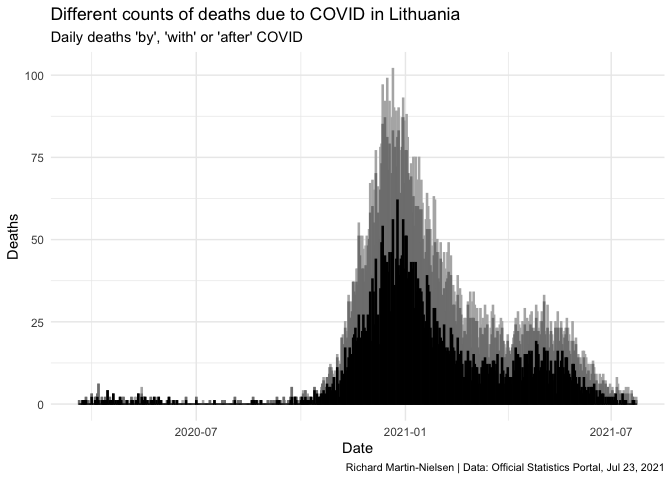 Different counts of deaths due to COVID in Lithuania
Daily deaths 'by', 'with' or 'after' COVID
100
75
50
25
0
Deaths
2020-07
2021-01
2021-07
Date
Richard Martin-Nielsen | Data: Official Statistics Portal, Jul 23, 2021